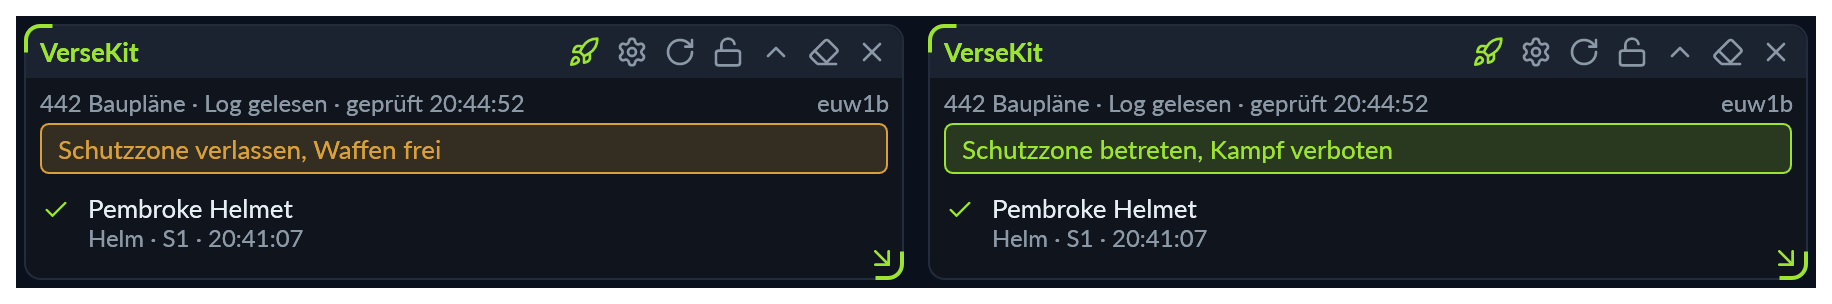 VerseKit
442 Baupläne · Log gelesen · geprüft 20:44:52 euw1b
Schutzzone verlassen, Waffen frei
Pembroke Helmet
Helm · S1 · 20:41:07
VerseKit
442 Baupläne · Log gelesen · geprüft 20:44:52 euw1b
Schutzzone betreten, Kampf verboten
Pembroke Helmet
Helm · S1 · 20:41:07